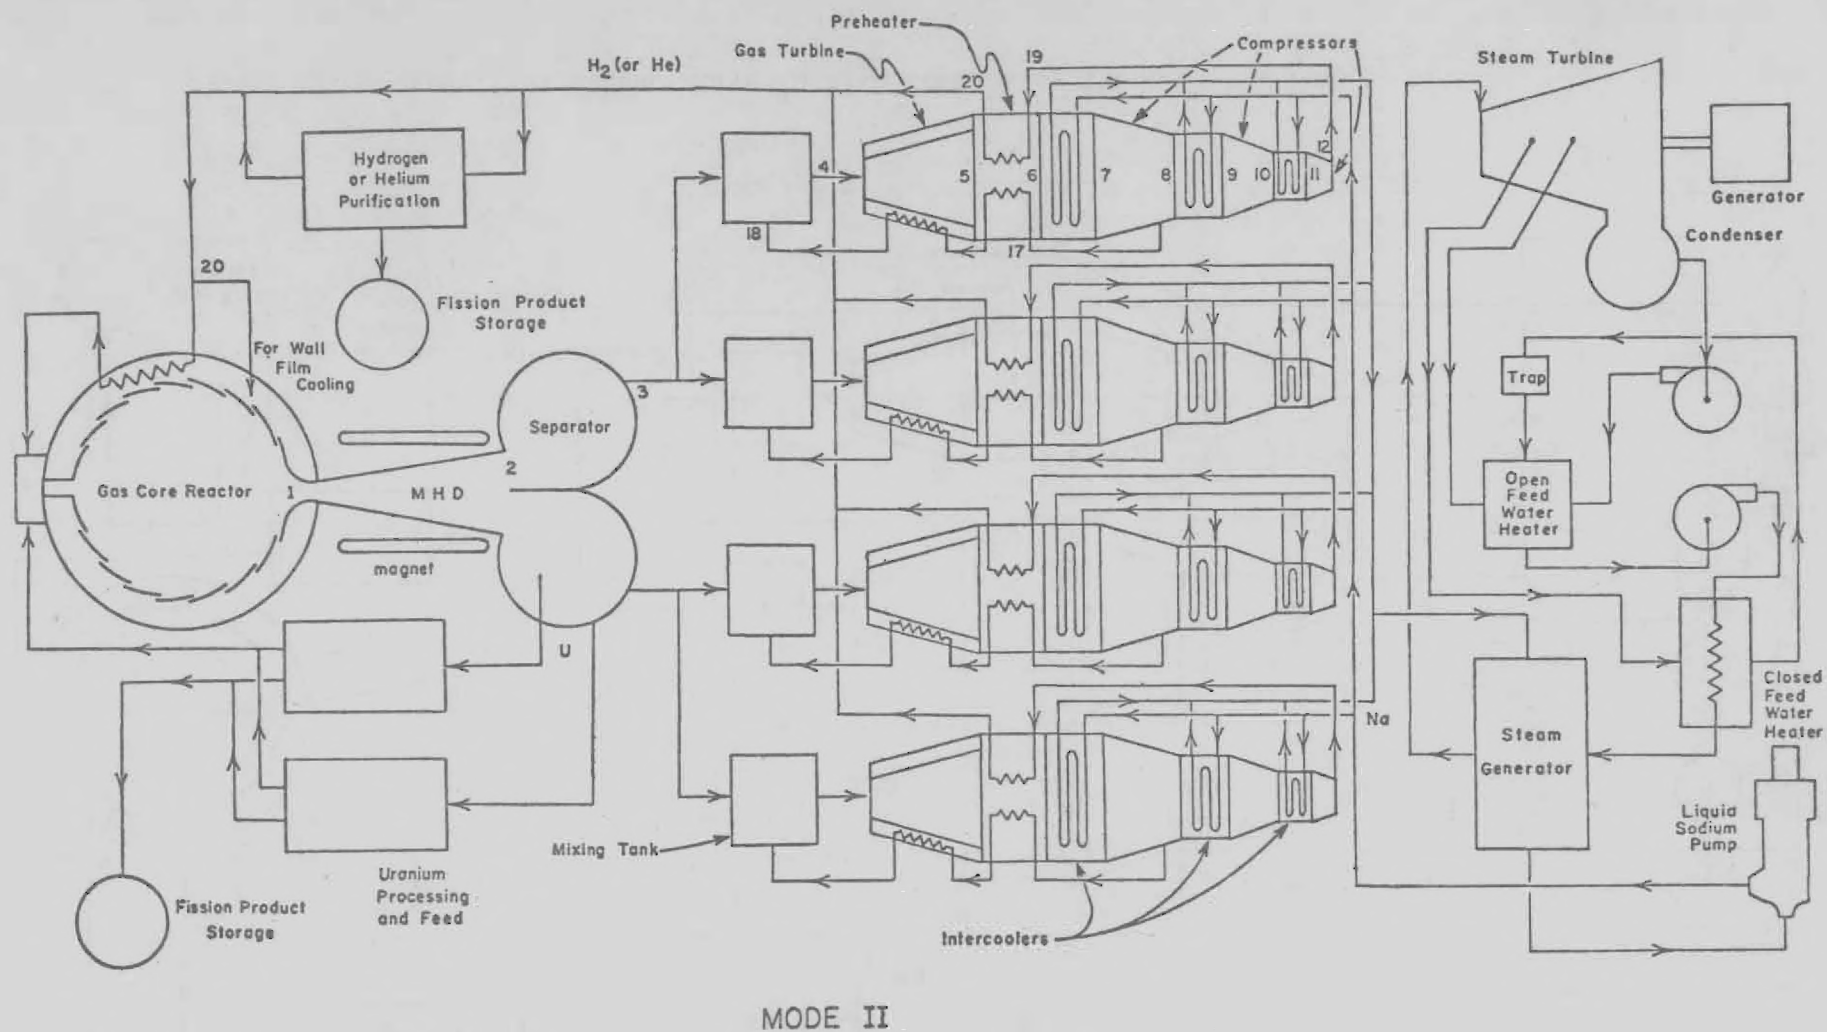 Preheater
Gas Turbine
H2 (or He)
19
20
Compressors
Steam Turbine
Hydrogen
or Helium
Purification
4
5
6
7
8
9
10
11
12
18
17
Generator
Condenser
20
Fission Product
Storage
For Wall
Film
Cooling
Separator
3
2
Gas Core Reactor
1
MHD
magnet
U
Trap
Open
Feed
Water
Heater
Closed
Feed
Water
Heater
Na
Steam
Generator
Liquid
Sodium
Pump
Mixing Tank
Uranium
Processing
and Feed
Fission Product
Storage
Intercoolers
MODE II